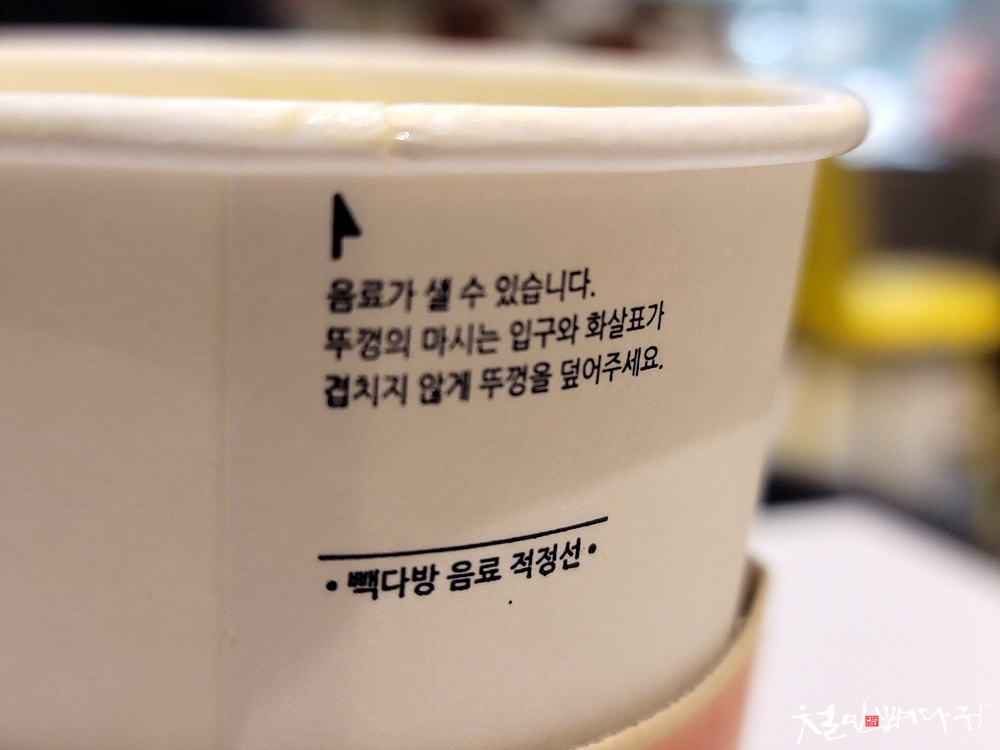 음료가 샐 수 있습니다.
뚜껑의 마시는 입구와 화살표가
겹치지 않게 뚜껑을 덮어주세요.
• 빽다방 음료 적정선 •